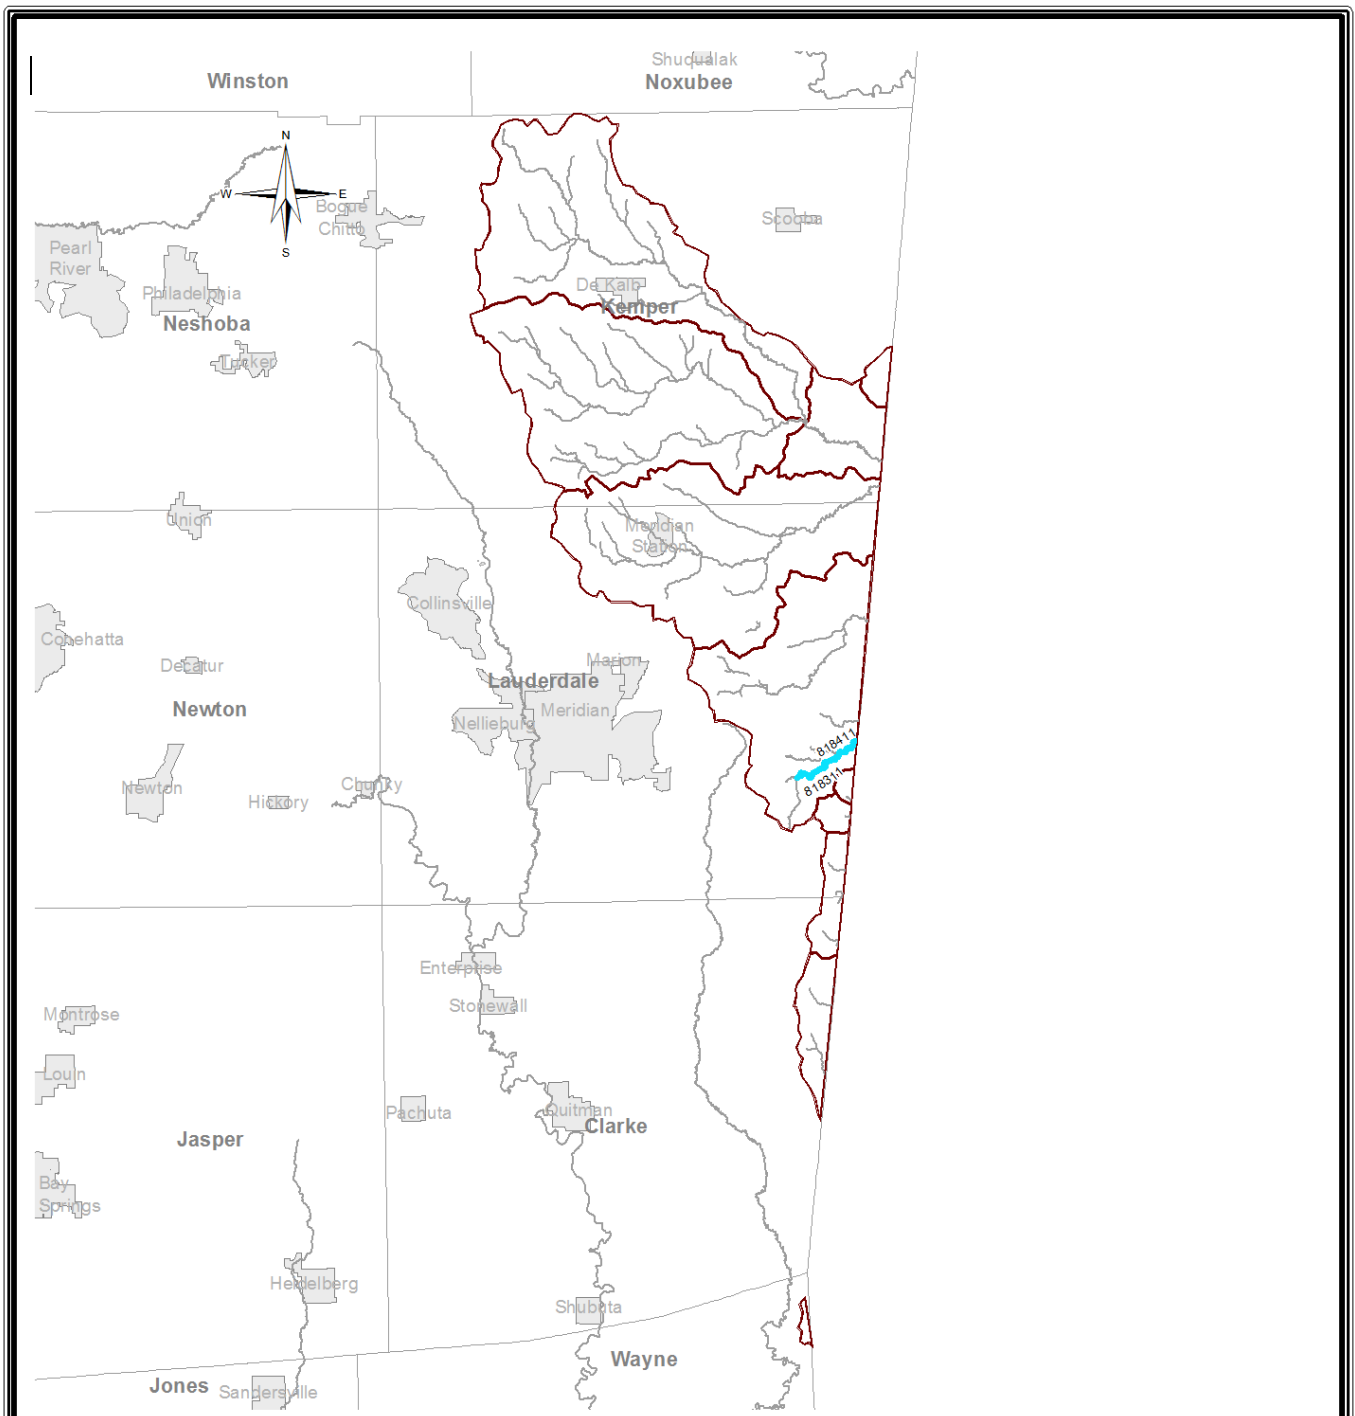 Shuqualak
Winston
Noxubee
N
W
E
S
Bogue
Chitto
Scooba
Pearl
River
De Kalb
Philadelphia
Kemper
Neshoba
Tucker
Union
Meridian
Station
Collinsville
Conehatta
Decatur
Marion
Lauderdale
Newton
Meridian
Nellieburg
818411
818311
Newton
Chunky
Hickory
Enterprise
Stonewall
Montrose
Louin
Pachuta
Quitman
Clarke
Jasper
Bay
Springs
Heidelberg
Shubuta
Wayne
Jones
Sandersville